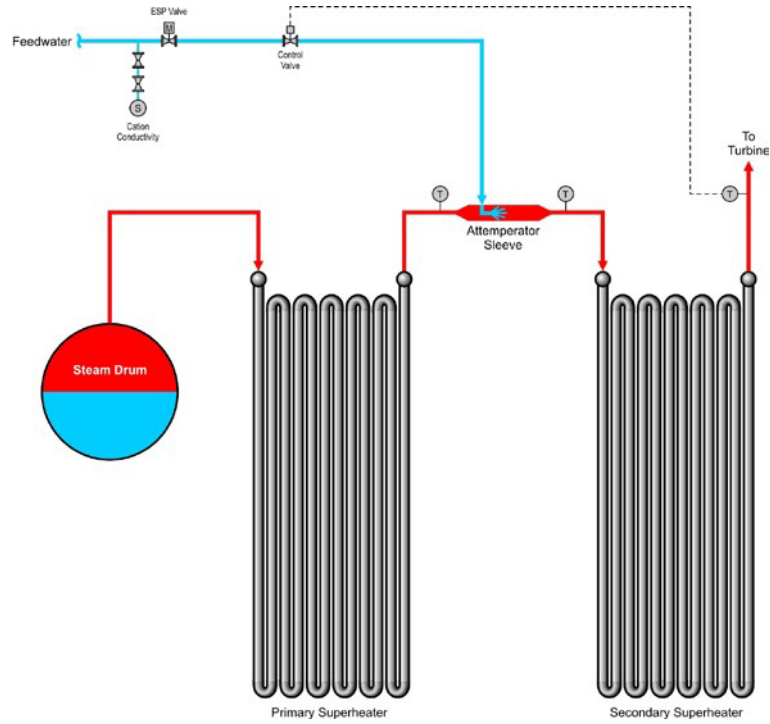 ESP Valve
M
Feedwater
Control
Valve
S
Cation
Conductivity
To
Turbine
T
T
T
Attemperator
Sleeve
Steam Drum
Primary Superheater
Secondary Superheater